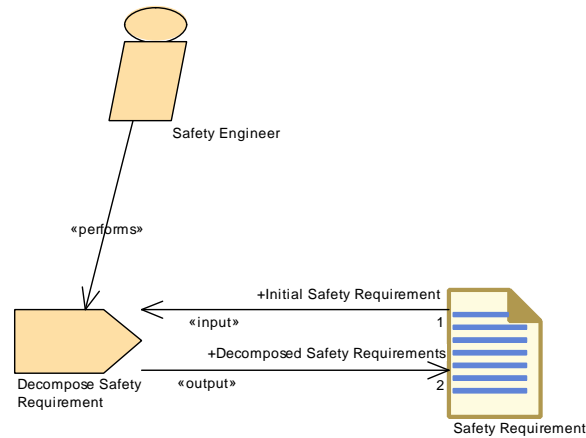 Safety Engineer
«performs»
+Initial Safety Requirement
«input»
1
+Decomposed Safety Requirements
«output»
2
Decompose Safety
Requirement
Safety Requirement